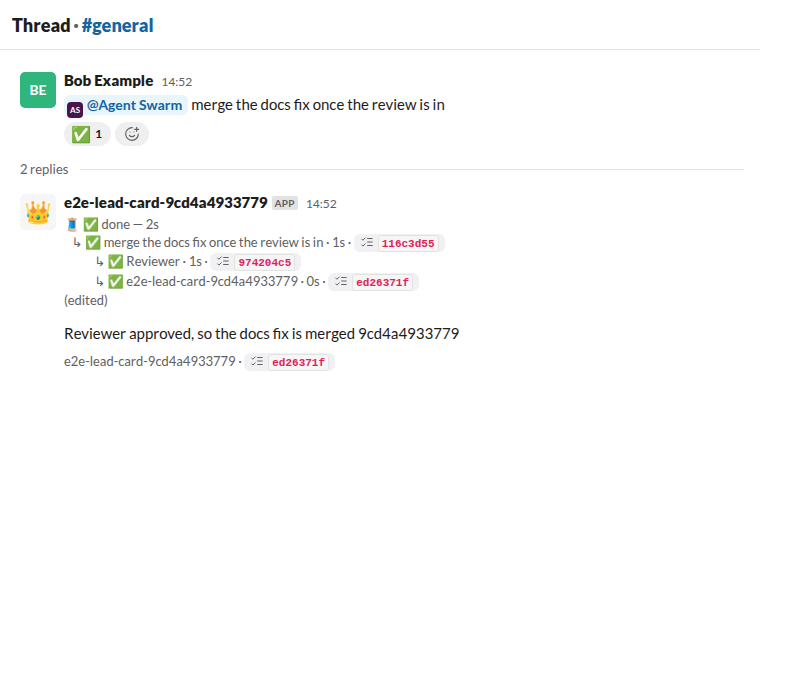 Thread • #general
BE
Bob Example 14:52
AS @Agent Swarm merge the docs fix once the review is in
✅ 1
2 replies
e2e-lead-card-9cd4a4933779 APP 14:52
🧵 ✅ done — 2s
↳ ✅ merge the docs fix once the review is in · 1s · 116c3d55
↳ ✅ Reviewer · 1s · 974204c5
↳ ✅ e2e-lead-card-9cd4a4933779 · 0s · ed26371f
(edited)
Reviewer approved, so the docs fix is merged 9cd4a4933779
e2e-lead-card-9cd4a4933779 · ed26371f